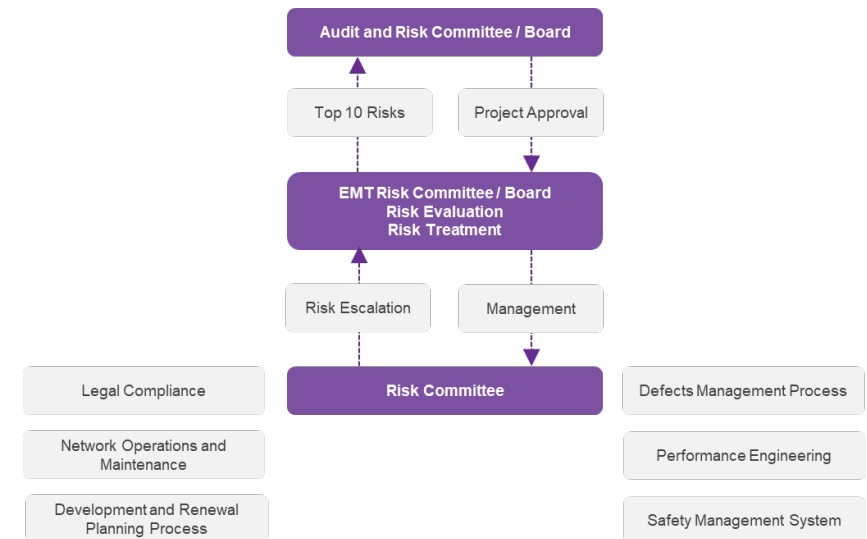 Audit and Risk Committee / Board
Top 10 Risks
Project Approval
EMT Risk Committee / Board
Risk Evaluation
Risk Treatment
Risk Escalation
Management
Legal Compliance
Risk Committee
Defects Management Process
Network Operations and
Maintenance
Performance Engineering
Development and Renewal
Planning Process
Safety Management System